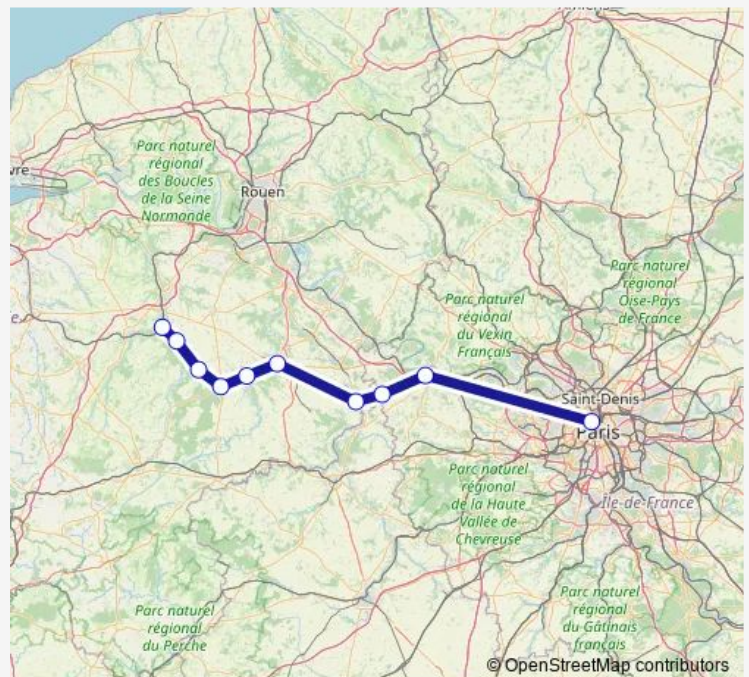 Parc naturel
régional
des Boucles
de la Seine
Normande
Rouen
Parc naturel
régional
Oise-Pays
de France
Parc naturel
régional
du Vexin
Français
Saint-Denis
Paris
Parc naturel
régional
de la Haute
Vallée de
Chevreuse
Île-de-France
Parc naturel
régional
du Perche
Parc naturel
régional
du Gâtinais
français
© OpenStreetMap contributors